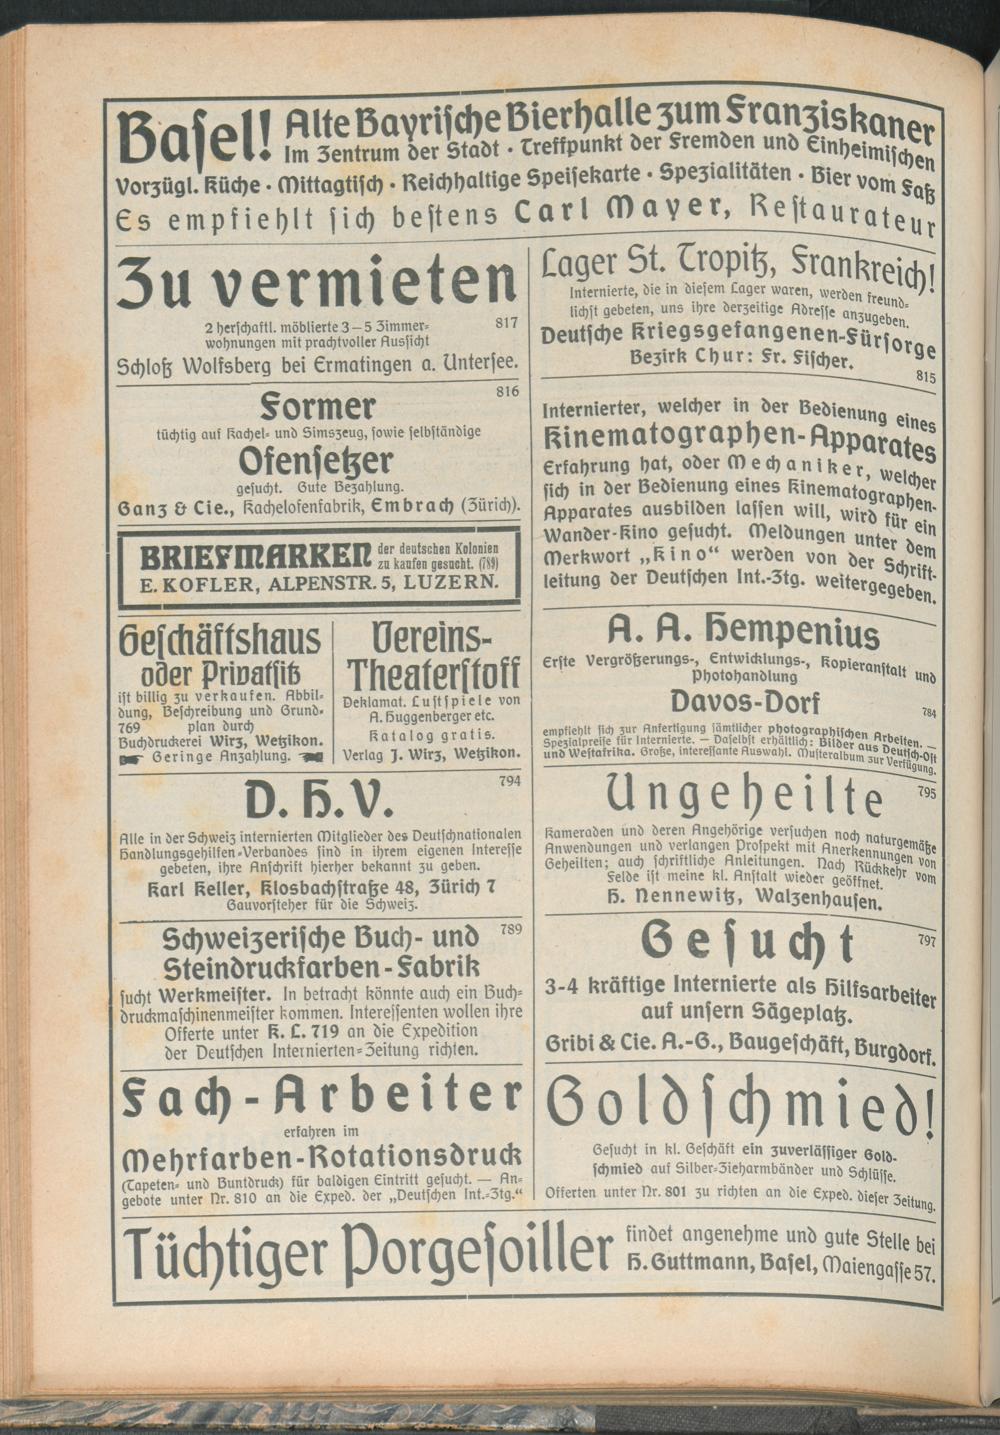 Basel! Alte Bayrische Bierhalle zum Franziskaner
Im Zentrum der Stadt · Treffpunkt der Fremden und Einheimischen
Vorzügl. Küche · Mittagtisch · Reichhaltige Speisekarte · Spezialitäten · Bier vom Faß
Es empfiehlt sich bestens Carl Mayer, Restaurateur
Zu vermieten
2 herschaftl. möblierte 3–5 Zimmer- 817
wohnungen mit prachtvoller Aussicht
Schloß Wolfsberg bei Ermatingen a. Untersee.
816
Former
tüchtig auf Kachel- und Simszeug, sowie selbständige
Ofensetzer
gesucht. Gute Bezahlung.
Ganz & Cie., Kachelofenfabrik, Embrach (Zürich).
BRIEFMARKEN der deutschen Kolonien
zu kaufen gesucht. (789)
E. KOFLER, ALPENSTR. 5, LUZERN.
Geschäftshaus
oder Privatsitz
ist billig zu verkaufen. Abbil-
dung, Beschreibung und Grund-
769 plan durch
Buchdruckerei Wirz, Wetzikon.
☛ Geringe Anzahlung. ☚
Vereins-
Theaterstoff
Deklamat. Lustspiele von
A. Huggenberger etc.
Katalog gratis.
Verlag J. Wirz, Wetzikon.
794
D. H. V.
Alle in der Schweiz internierten Mitglieder des Deutschnationalen
Handlungsgehilfen-Verbandes sind in ihrem eigenen Interesse
gebeten, ihre Anschrift hierher bekannt zu geben.
Karl Keller, Klosbachstraße 48, Zürich 7
Gauvorsteher für die Schweiz.
Schweizerische Buch- und 789
Steindruckfarben-Fabrik
sucht Werkmeister. In betracht könnte auch ein Buch-
druckmaschinenmeister kommen. Interessenten wollen ihre
Offerte unter K. L. 719 an die Expedition
der Deutschen Internierten-Zeitung richten.
Fach-Arbeiter
erfahren im
Mehrfarben-Rotationsdruck
(Tapeten- und Buntdruck) für baldigen Eintritt gesucht. — An-
gebote unter Nr. 810 an die Exped. der „Deutschen Int.-Ztg.“
Lager St. Tropitz, Frankreich!
Internierte, die in diesem Lager waren, werden freund-
lichst gebeten, uns ihre derzeitige Adresse anzugeben.
Deutsche Kriegsgefangenen-Fürsorge
Bezirk Chur: Fr. Fischer.
815
Internierter, welcher in der Bedienung eines
Kinematographen-Apparates
Erfahrung hat, oder Mechaniker, welcher
sich in der Bedienung eines Kinematographen-
Apparates ausbilden lassen will, wird für ein
Wander-Kino gesucht. Meldungen unter dem
Merkwort „Kino“ werden von der Schrift-
leitung der Deutschen Int.-Ztg. weitergegeben.
A. A. Hempenius
Erste Vergrößerungs-, Entwicklungs-, Kopieranstalt und
Photohandlung
Davos-Dorf 784
empfiehlt sich zur Anfertigung sämtlicher photographischen Arbeiten. —
Spezialpreise für Internierte. — Daselbst erhältlich: Bilder aus Deutsch-Ost
und Westafrika. Große, interessante Auswahl. Musteralbum zur Verfügung.
Ungeheilte 795
Kameraden und deren Angehörige versuchen noch naturgemäße
Anwendungen und verlangen Prospekt mit Anerkennungen von
Geheilten; auch schriftliche Anleitungen. Nach Rückkehr vom
Felde ist meine kl. Anstalt wieder geöffnet.
H. Nennewitz, Walzenhausen.
Gesucht 797
3-4 kräftige Internierte als Hilfsarbeiter
auf unsern Sägeplatz.
Gribi & Cie. A.-G., Baugeschäft, Burgdorf.
Goldschmied!
Gesucht in kl. Geschäft ein zuverlässiger Gold-
schmied auf Silber-Zieharmbänder und Schlüsse.
Offerten unter Nr. 801 zu richten an die Exped. dieser Zeitung.
Tüchtiger Porgesoiller findet angenehme und gute Stelle bei
H. Guttmann, Basel, Maiengasse 57.